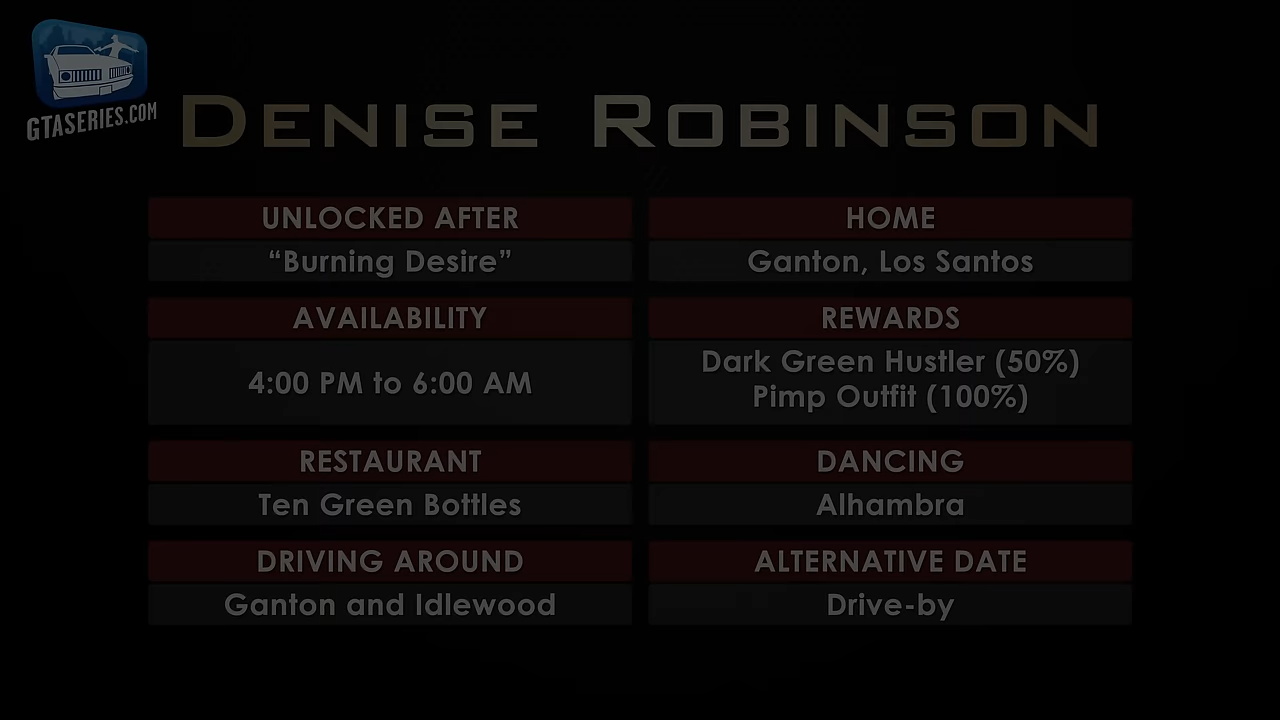 GTASERIES.COM
DENISE ROBINSON
UNLOCKED AFTER
“Burning Desire”
HOME
Ganton, Los Santos
AVAILABILITY
4:00 PM to 6:00 AM
REWARDS
Dark Green Hustler (50%)
Pimp Outfit (100%)
RESTAURANT
Ten Green Bottles
DANCING
Alhambra
DRIVING AROUND
Ganton and Idlewood
ALTERNATIVE DATE
Drive-by